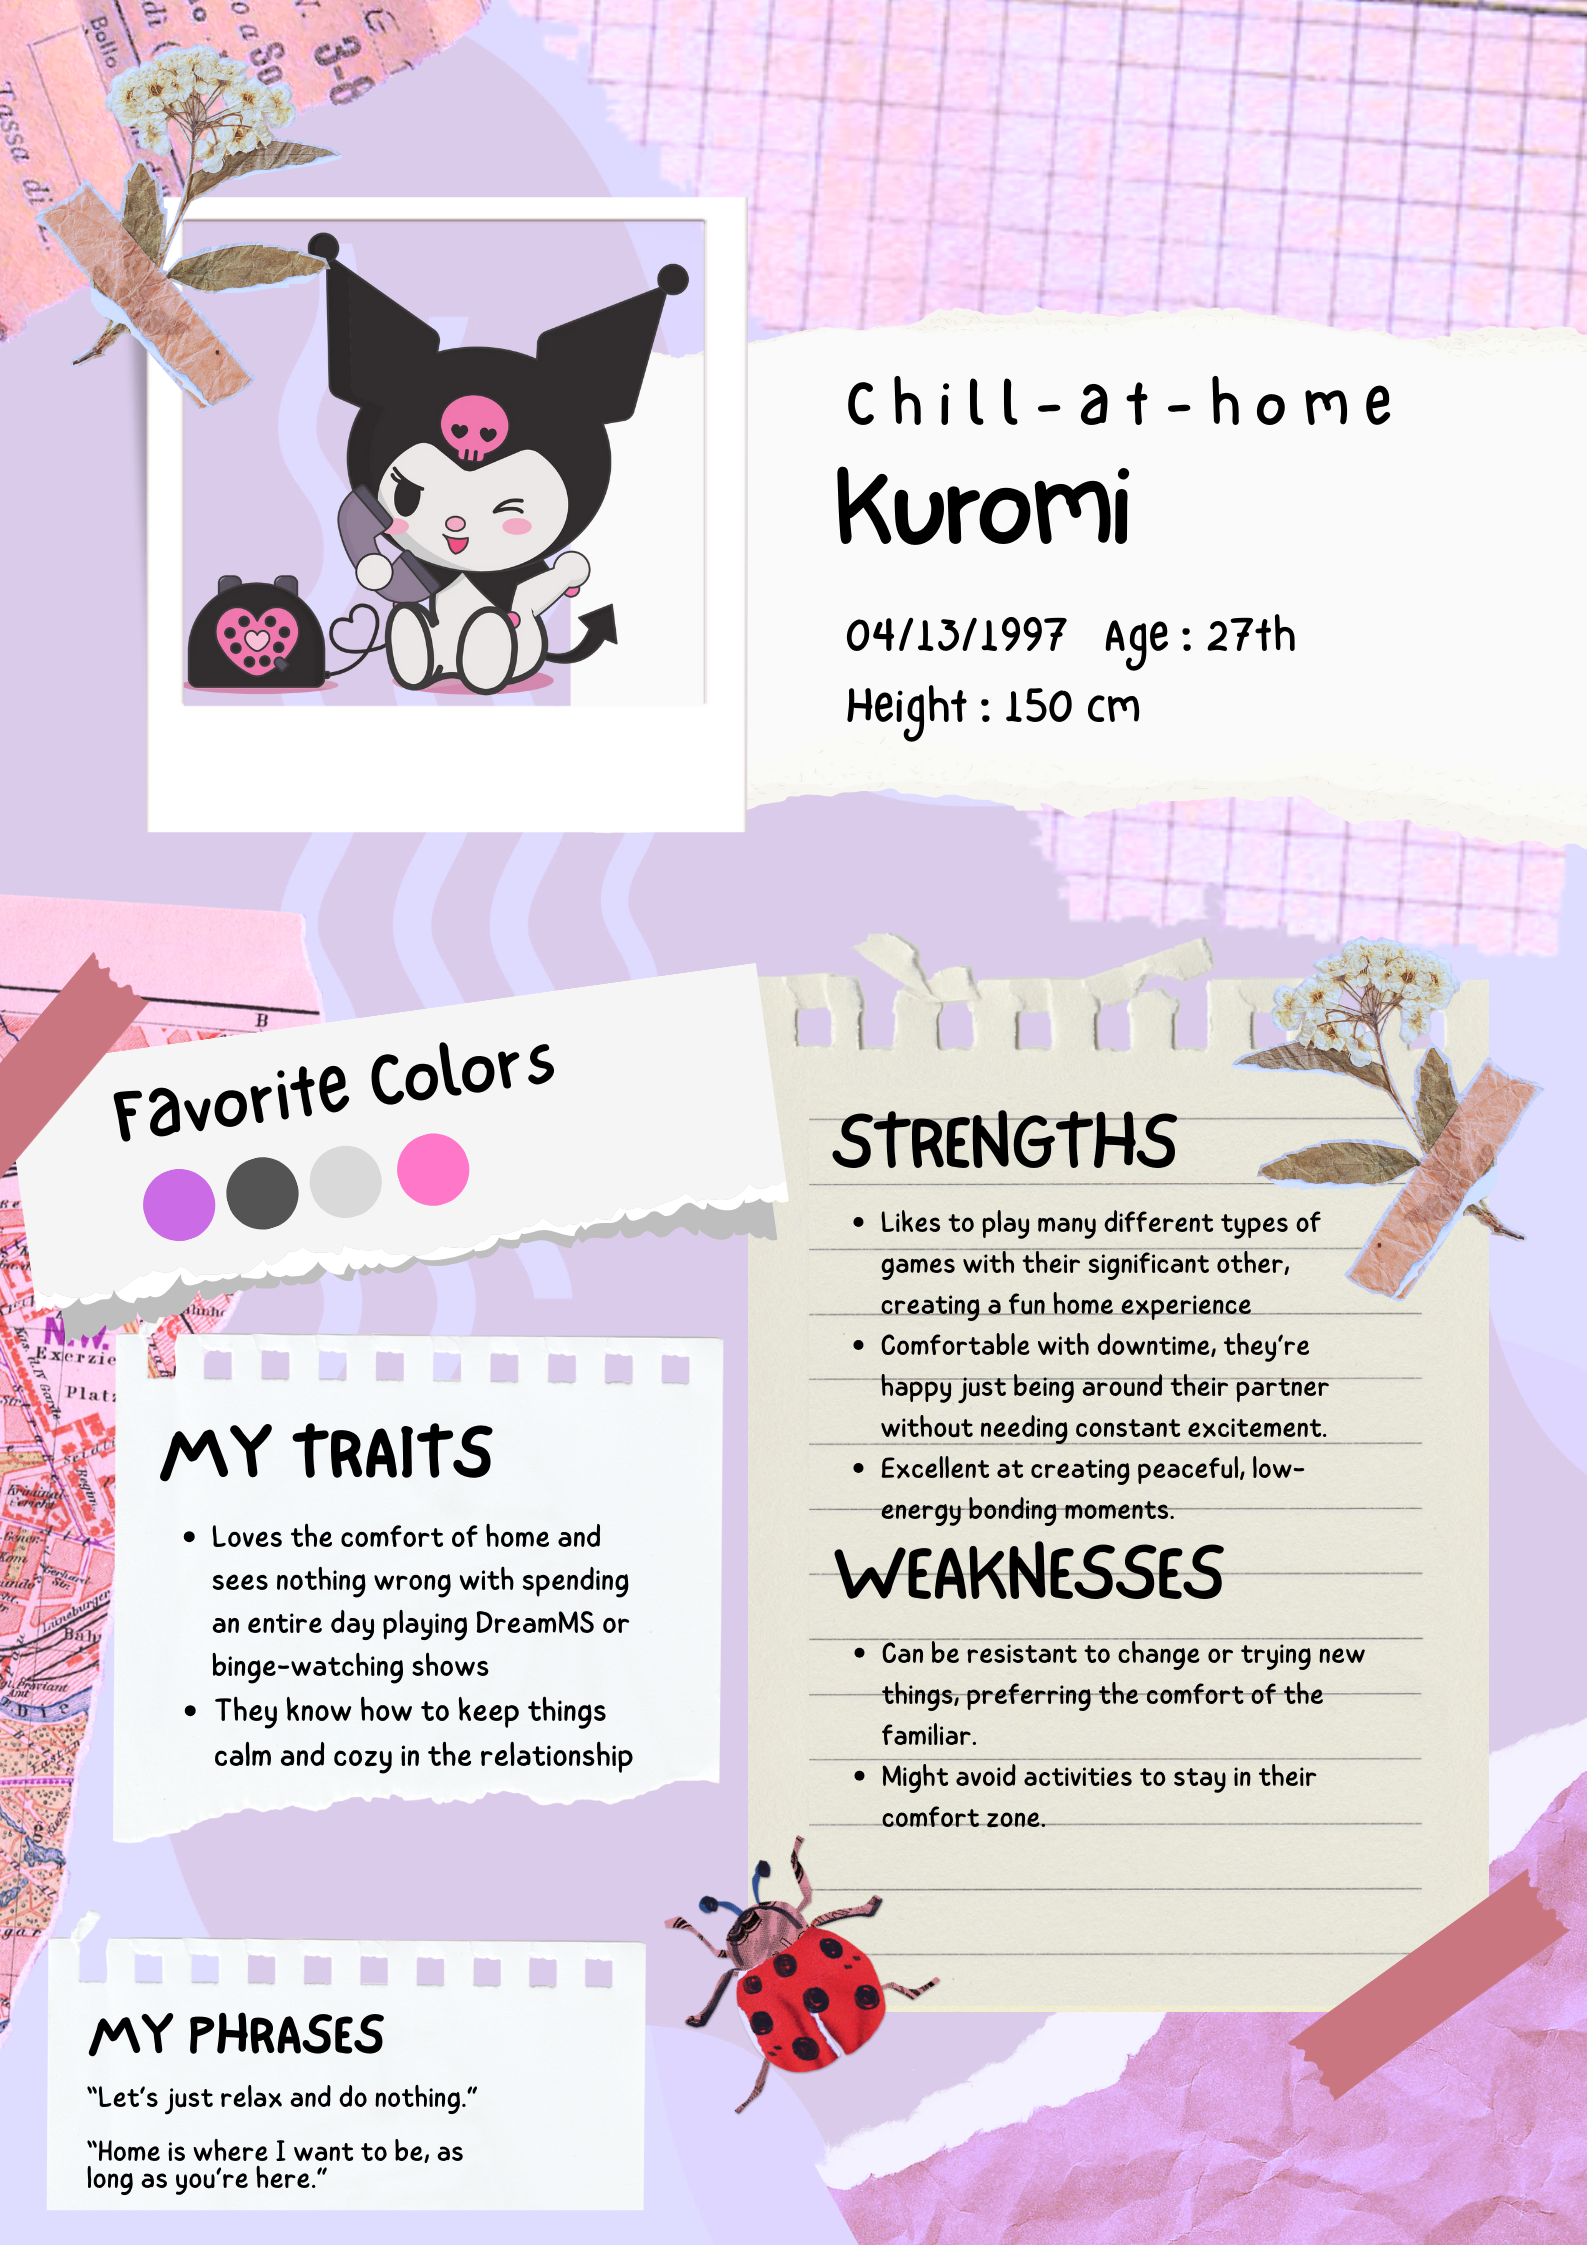 Chill-at-home
Kuromi
04/13/1997 Age : 27th
Height : 150 cm
Favorite Colors
STRENGTHS
• Likes to play many different types of
games with their significant other,
creating a fun home experience
• Comfortable with downtime, they're
happy just being around their partner
without needing constant excitement.
• Excellent at creating peaceful, low-
energy bonding moments.
WEAKNESSES
• Can be resistant to change or trying new
things, preferring the comfort of the
familiar.
• Might avoid activities to stay in their
comfort zone.
MY TRAITS
• Loves the comfort of home and
sees nothing wrong with spending
an entire day playing DreamMS or
binge-watching shows
• They know how to keep things
calm and cozy in the relationship
MY PHRASES
“Let's just relax and do nothing.”
“Home is where I want to be, as
long as you're here.”
Bollo
Tassa di
3-8
B
N.W.
Exerzie
Platz